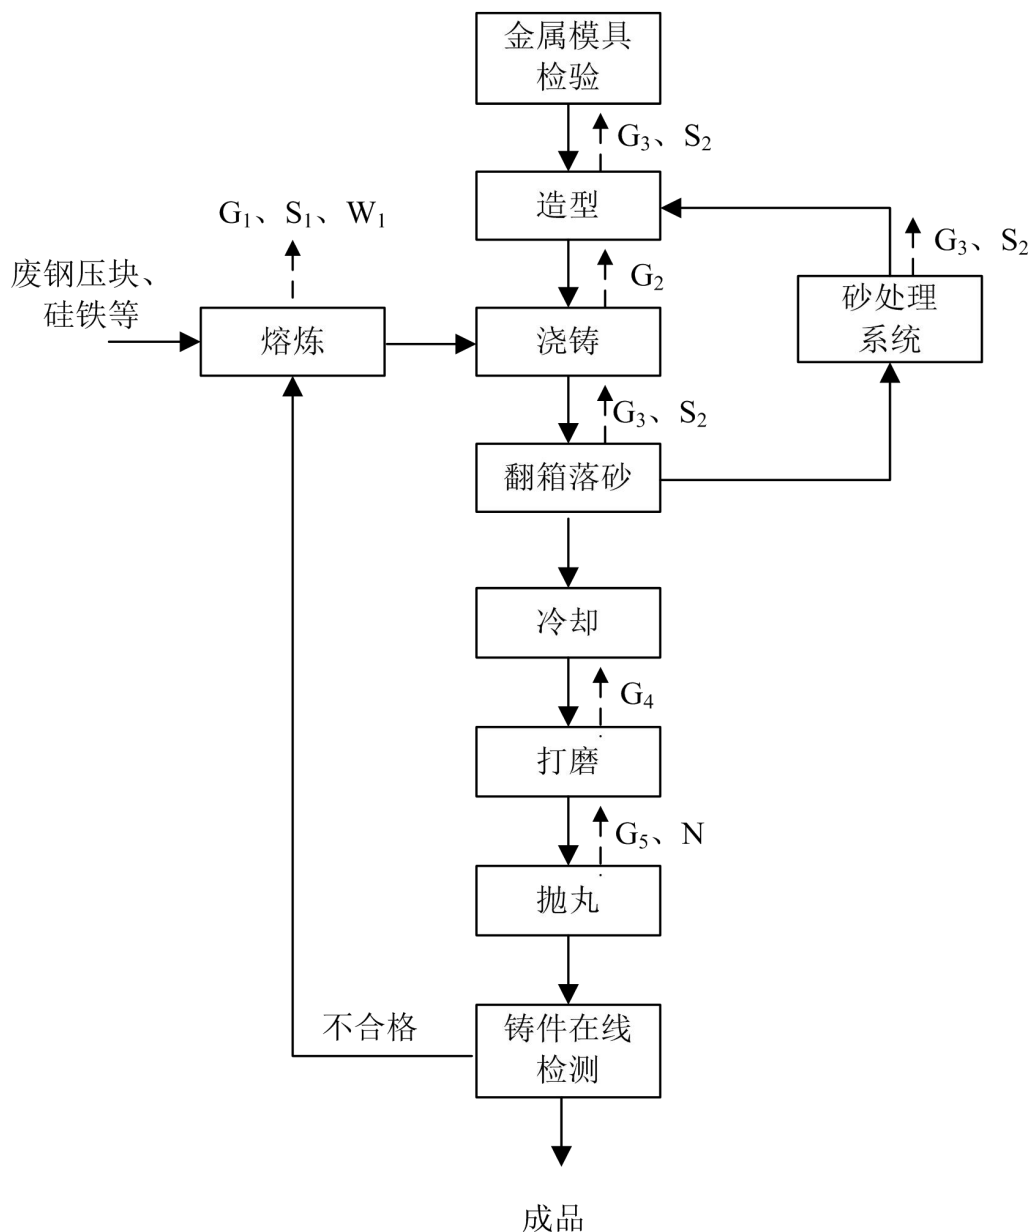 金属模具
检验
G₃、S₂
造型
G₁、S₁、W₁
G₃、S₂
G₂
废钢压块、
硅铁等
砂处理
系统
熔炼
浇铸
G₃、S₂
翻箱落砂
冷却
G₄
打磨
G₅、N
抛丸
不合格
铸件在线
检测
成品